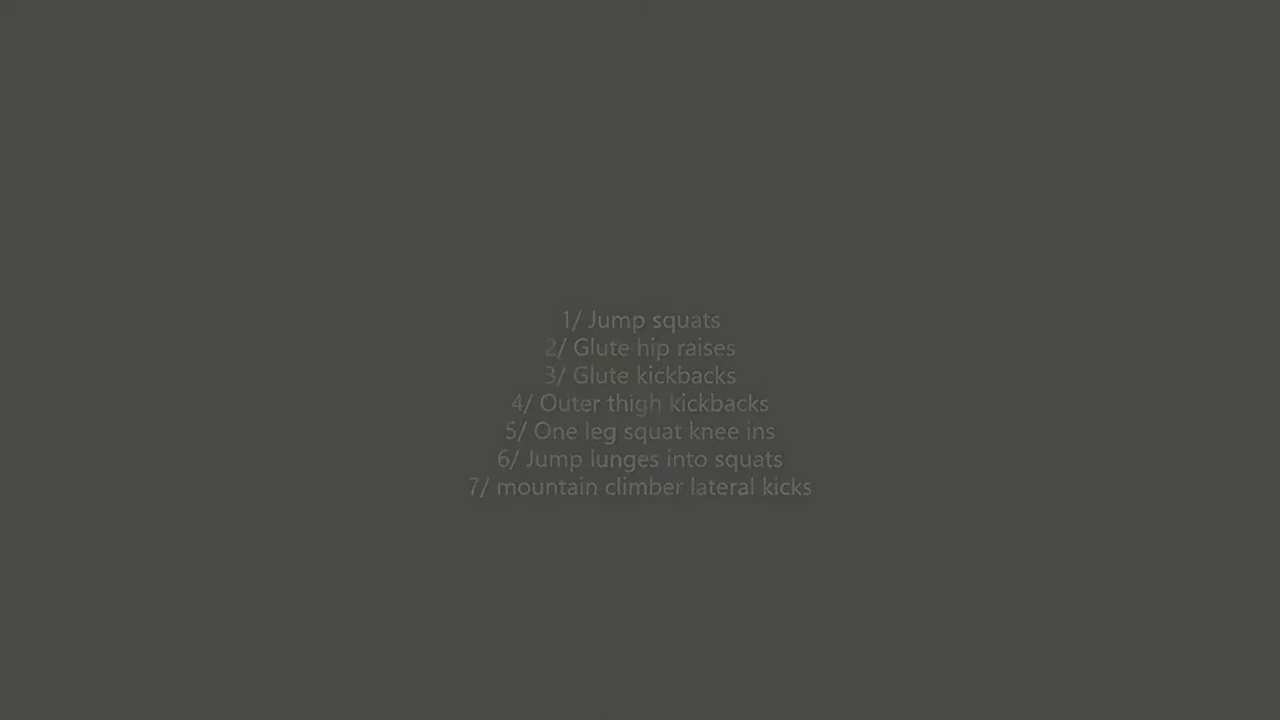 1/ Jump squats
2/ Glute hip raises
3/ Glute kickbacks
4/ Outer thigh kickbacks
5/ One leg squat knee ins
6/ Jump lunges into squats
7/ mountain climber lateral kicks